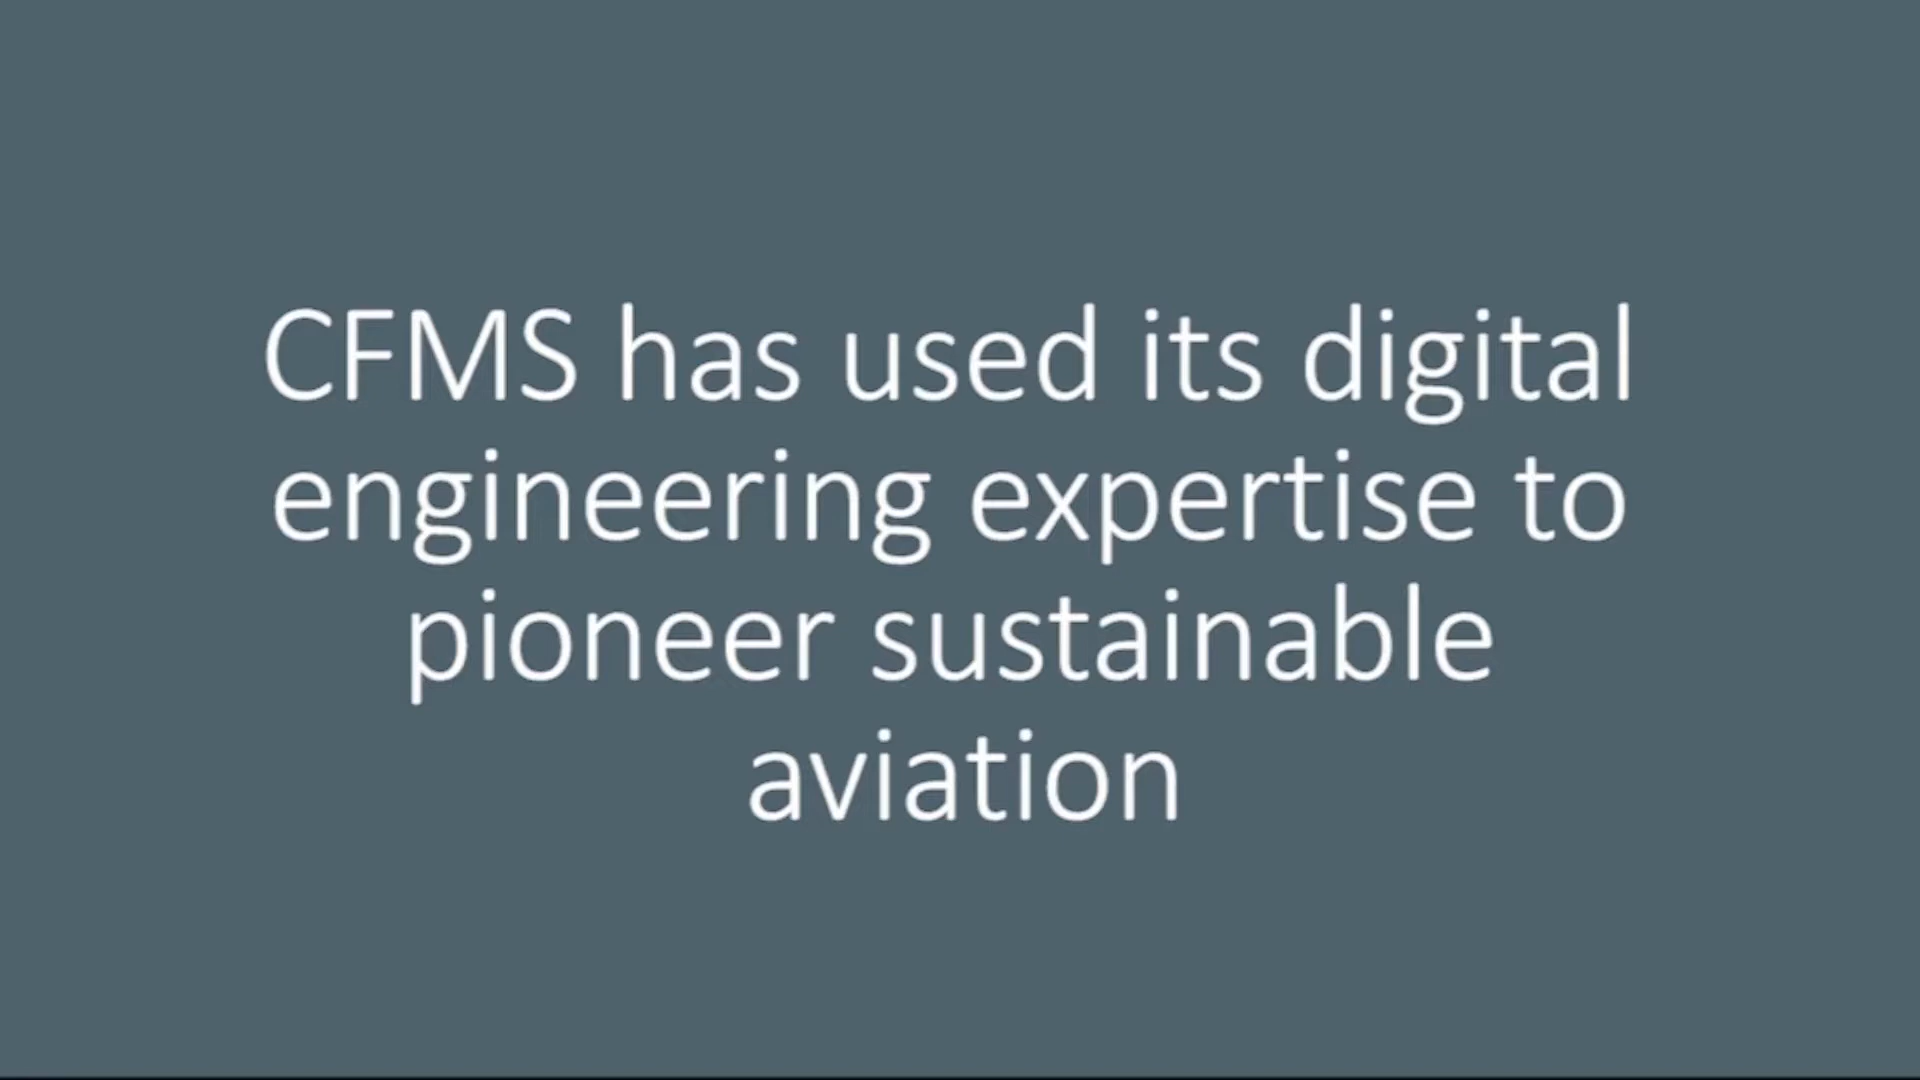 CFMS has used its digital
engineering expertise to
pioneer sustainable
aviation